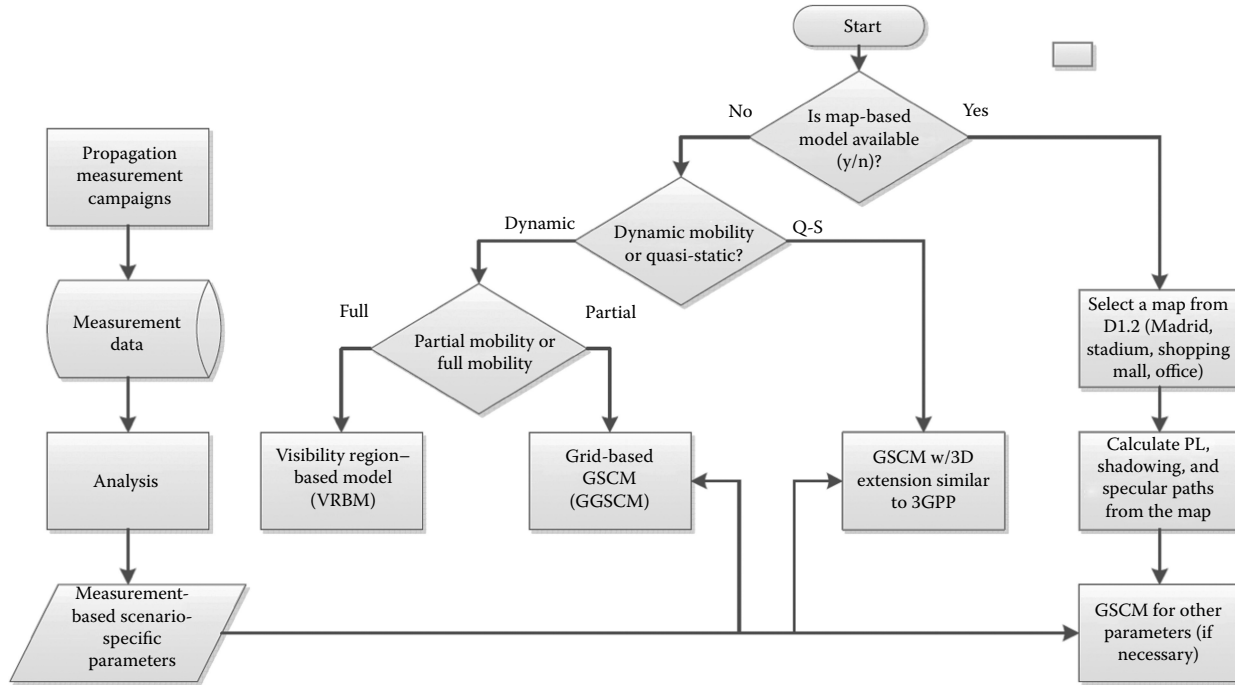 Start
No
Is map-based
model available
(y/n)?
Yes
Propagation
measurement
campaigns
Dynamic
Dynamic mobility
or quasi-static?
Q-S
Measurement
data
Full
Partial mobility or
full mobility
Partial
Select a map from
D1.2 (Madrid,
stadium, shopping
mall, office)
Analysis
Visibility region–
based model
(VRBM)
Grid-based
GSCM
(GGSCM)
GSCM w/3D
extension similar
to 3GPP
Calculate PL,
shadowing, and
specular paths
from the map
Measurement-
based scenario-
specific
parameters
GSCM for other
parameters (if
necessary)